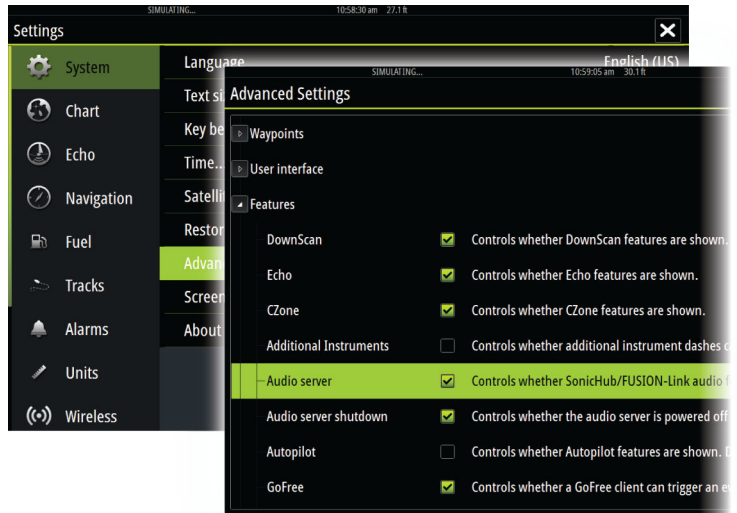 SIMULATING... 10:58:30 am 27.1 ft
Settings
System
Chart
Echo
Navigation
Fuel
Tracks
Alarms
Units
Wireless
Language English (US)
Text si
Key be
Time...
Satelli
Restor
Advan
Screen
About
SIMULATING... 10:59:05 am 30.1 ft
Advanced Settings
Waypoints
User interface
Features
DownScan Controls whether DownScan features are shown.
Echo Controls whether Echo features are shown.
CZone Controls whether CZone features are shown.
Additional Instruments Controls whether additional instrument dashes c
Audio server Controls whether SonicHub/FUSION-Link audio f
Audio server shutdown Controls whether the audio server is powered off
Autopilot Controls whether Autopilot features are shown. D
GoFree Controls whether a GoFree client can trigger an e